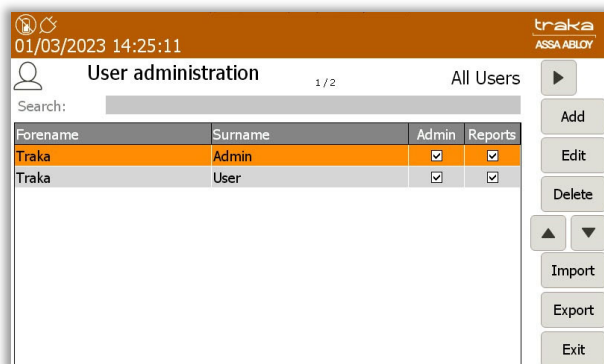 01/03/2023 14:25:11
traka
ASSA ABLOY
User administration 1/2 All Users
Search:
Forename Surname Admin Reports
Traka Admin
Traka User
Add
Edit
Delete
Import
Export
Exit